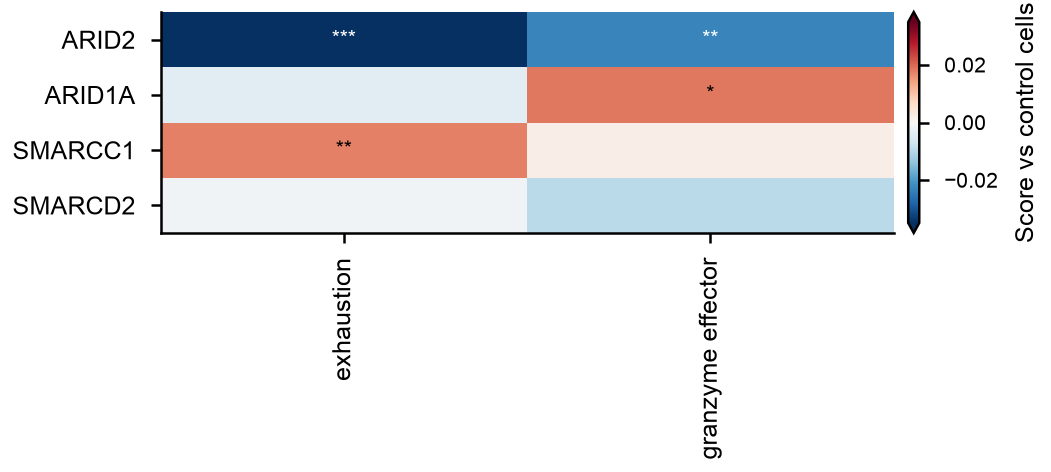 ARID2
***
**
ARID1A
*
SMARCC1
**
SMARCD2
exhaustion
granzyme effector
0.02
0.00
−0.02
Score vs control cells